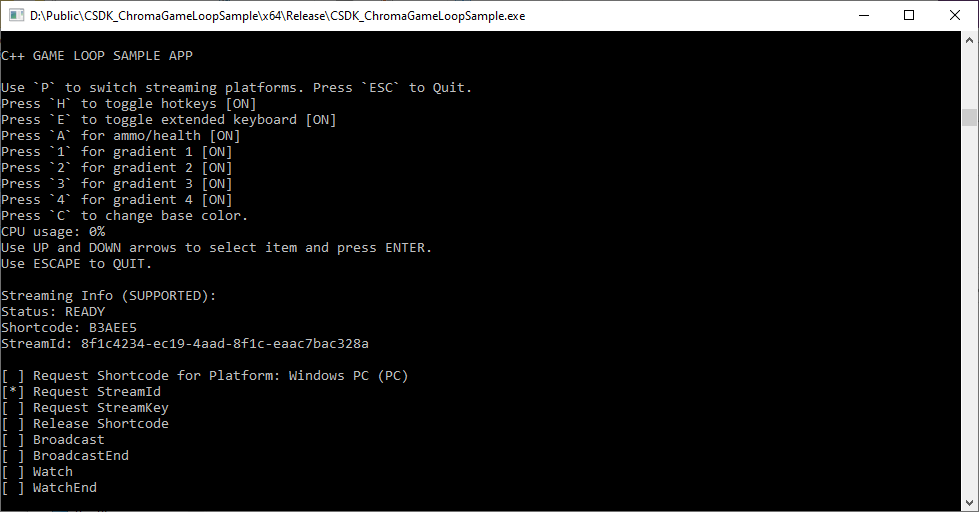 D:\Public\CSDK_ChromaGameLoopSample\x64\Release\CSDK_ChromaGameLoopSample.exe
C++ GAME LOOP SAMPLE APP
Use `P` to switch streaming platforms. Press `ESC` to Quit.
Press `H` to toggle hotkeys [ON]
Press `E` to toggle extended keyboard [ON]
Press `A` for ammo/health [ON]
Press `1` for gradient 1 [ON]
Press `2` for gradient 2 [ON]
Press `3` for gradient 3 [ON]
Press `4` for gradient 4 [ON]
Press `C` to change base color.
CPU usage: 0%
Use UP and DOWN arrows to select item and press ENTER.
Use ESCAPE to QUIT.
Streaming Info (SUPPORTED):
Status: READY
Shortcode: B3AEE5
StreamId: 8f1c4234-ec19-4aad-8f1c-eaac7bac328a
[ ] Request Shortcode for Platform: Windows PC (PC)
[*] Request StreamId
[ ] Request StreamKey
[ ] Release Shortcode
[ ] Broadcast
[ ] BroadcastEnd
[ ] Watch
[ ] WatchEnd